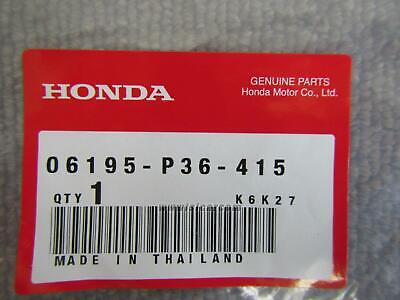 HONDA
GENUINE PARTS
Honda Motor Co., Ltd.
06195-P36-415
QTY 1 K6K27
MADE IN THAILAND